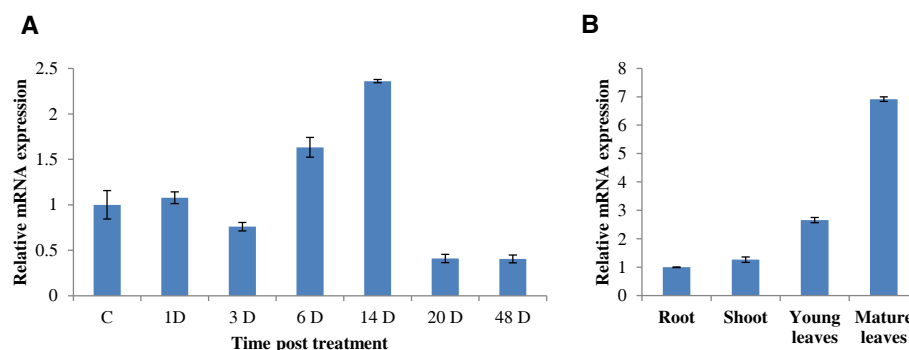 A
Relative mRNA expression
2.5
2
1.5
1
0.5
0
C 1D 3 D 6 D 14 D 20 D 48 D
Time post treatment
B
Relative mRNA expression
8
7
6
5
4
3
2
1
0
Root Shoot Young leaves Mature leaves